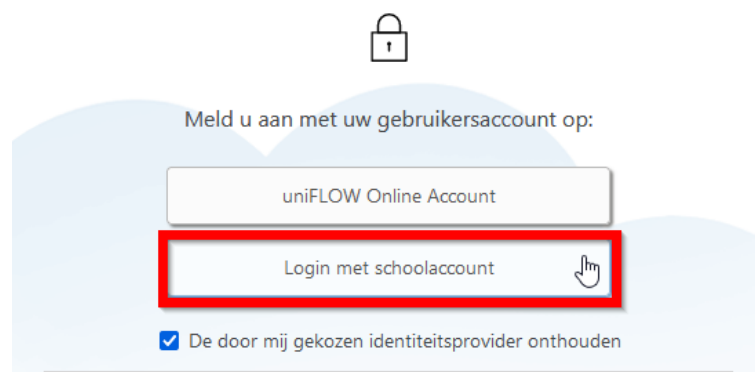 Meld u aan met uw gebruikersaccount op:
uniFLOW Online Account
Login met schoolaccount
De door mij gekozen identiteitsprovider onthouden